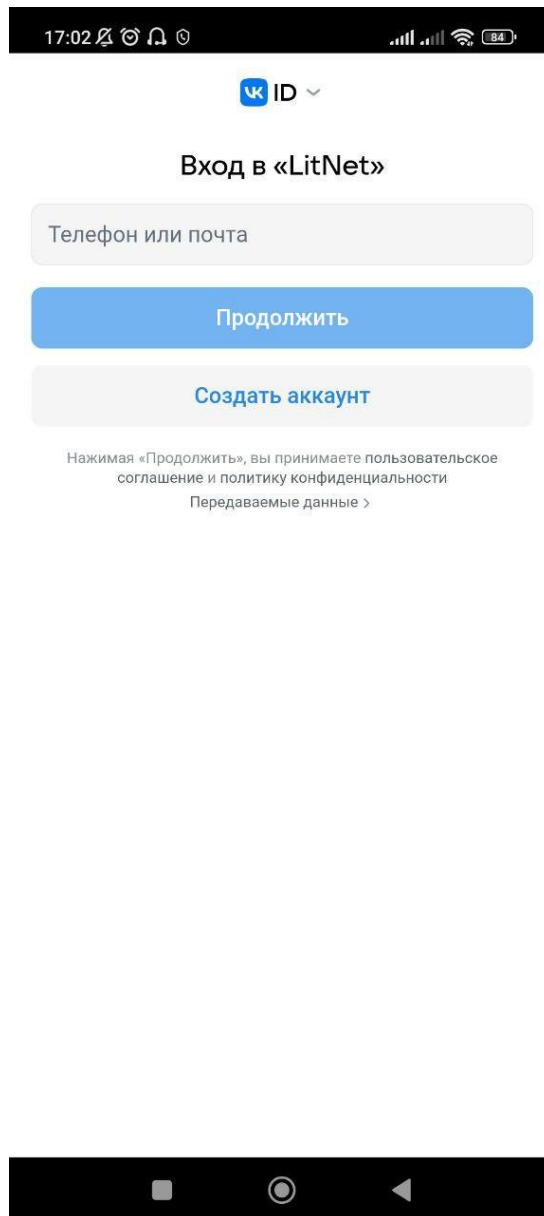 17:02
84
VK ID
Вход в «LitNet»
Телефон или почта
Продолжить
Создать аккаунт
Нажимая «Продолжить», вы принимаете пользовательское
соглашение и политику конфиденциальности
Передаваемые данные >